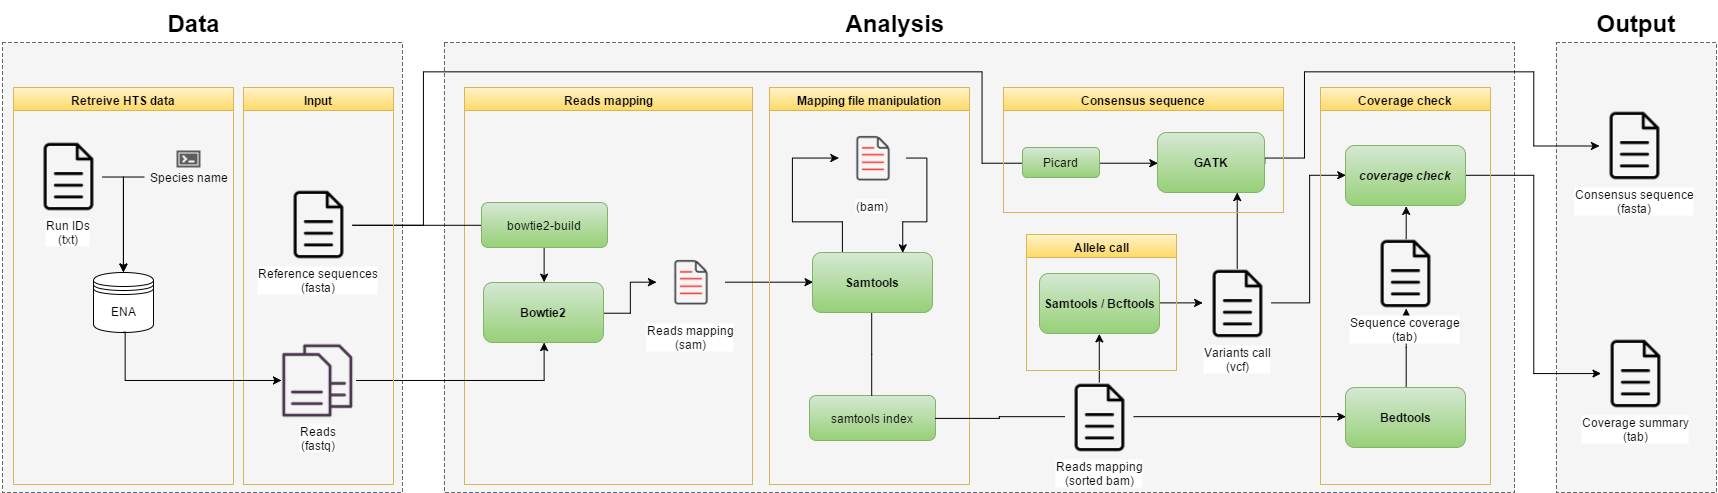 Data
Analysis
Output
Retreive HTS data
Input
Reads mapping
Mapping file manipulation
Consensus sequence
Coverage check
Species name
Run IDs
(txt)
ENA
Reference sequences
(fasta)
Reads
(fastq)
bowtie2-build
Bowtie2
Reads mapping
(sam)
(bam)
Samtools
samtools index
Picard
GATK
Allele call
Samtools / Bcftools
Variants call
(vcf)
Reads mapping
(sorted bam)
coverage check
Sequence coverage
(tab)
Bedtools
Consensus sequence
(fasta)
Coverage summary
(tab)